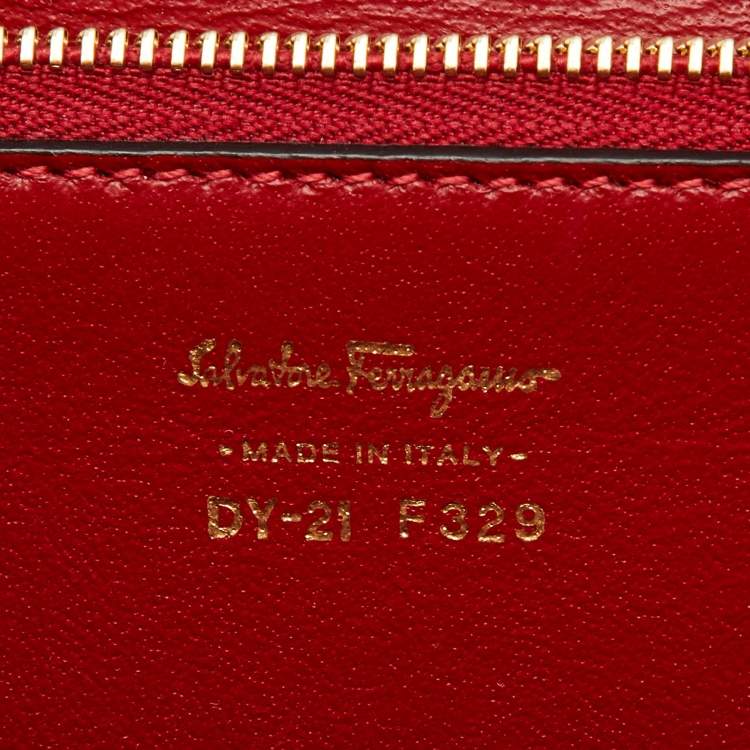 Salvatore Ferragamo
-MADE IN ITALY-
DY-21 F329